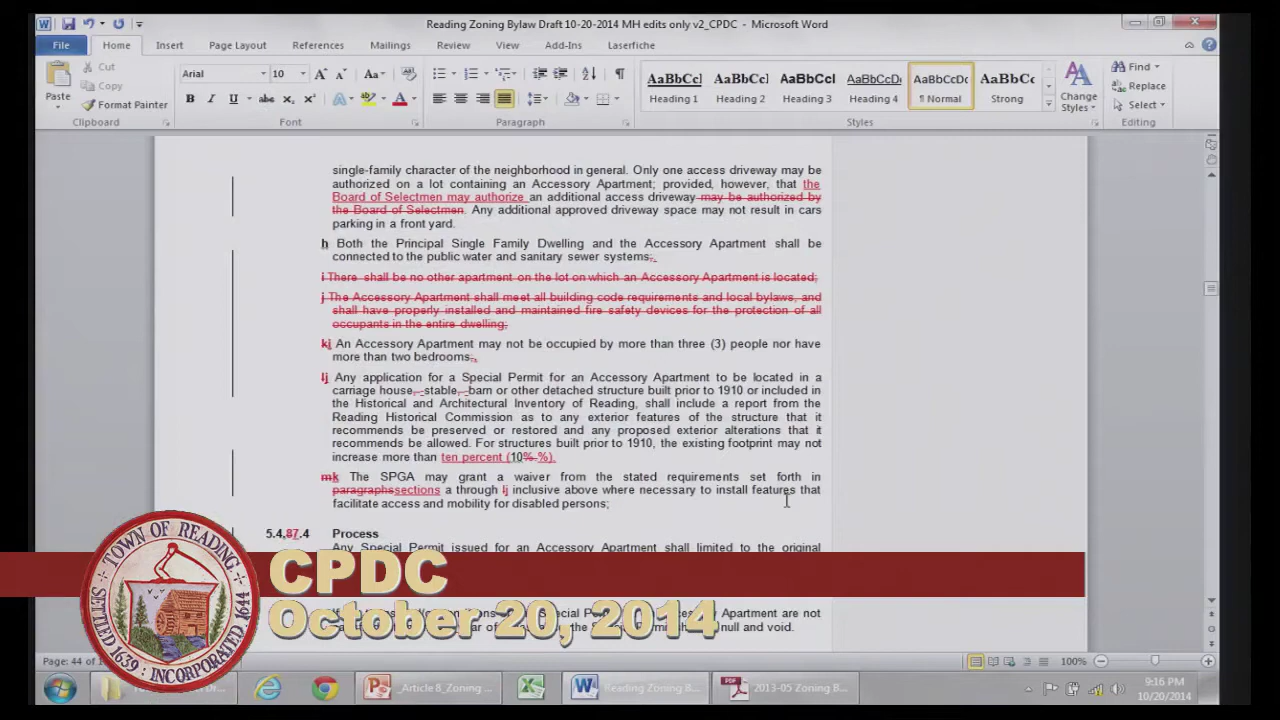 Reading Zoning Bylaw Draft 10-20-2014 MH edits only v2_CPDC - Microsoft Word
File Home Insert Page Layout References Mailings Review View Add-Ins Laserfiche
Paste Cut Copy Format Painter
Arial 10
AaBbCcI AaBbCcI AaBbCcI AaBbCcDc AaBbCcDc AaBbCc
Heading 1 Heading 2 Heading 3 Heading 4 ¶ Normal Strong
Change Styles
Find Replace Select
Clipboard Font Paragraph Styles Editing
single-family character of the neighborhood in general. Only one access driveway may be
authorized on a lot containing an Accessory Apartment; provided, however, that the
Board of Selectmen may authorize an additional access driveway may be authorized by
the Board of Selectmen. Any additional approved driveway space may not result in cars
parking in a front yard.
h Both the Principal Single Family Dwelling and the Accessory Apartment shall be
connected to the public water and sanitary sewer systems;.
i There shall be no other apartment on the lot on which an Accessory Apartment is located;
j The Accessory Apartment shall meet all building code requirements and local bylaws, and
shall have properly installed and maintained fire safety devices for the protection of all
occupants in the entire dwelling;
ki An Accessory Apartment may not be occupied by more than three (3) people nor have
more than two bedrooms;.
lj Any application for a Special Permit for an Accessory Apartment to be located in a
carriage house, stable, barn or other detached structure built prior to 1910 or included in
the Historical and Architectural Inventory of Reading, shall include a report from the
Reading Historical Commission as to any exterior features of the structure that it
recommends be preserved or restored and any proposed exterior alterations that it
recommends be allowed. For structures built prior to 1910, the existing footprint may not
increase more than ten percent (10% %).
mk The SPGA may grant a waiver from the stated requirements set forth in
paragraphssections a through lj inclusive above where necessary to install features that
facilitate access and mobility for disabled persons;
5.4.87.4 Process
Any Special Permit issued for an Accessory Apartment shall limited to the original
Apartment are not
null and void.
TOWN OF READING
SETTLED 1639 INCORPORATED 1644
CPDC
October 20, 2014
Page: 44 of
100%
_Article 8_Zoning ... Reading Zoning B... 2013-05 Zoning B...
9:16 PM
10/20/2014